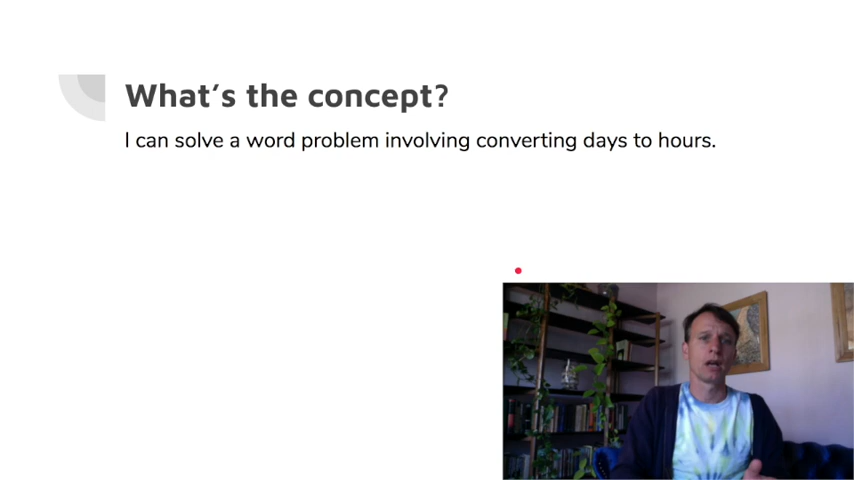 What's the concept?
I can solve a word problem involving converting days to hours.